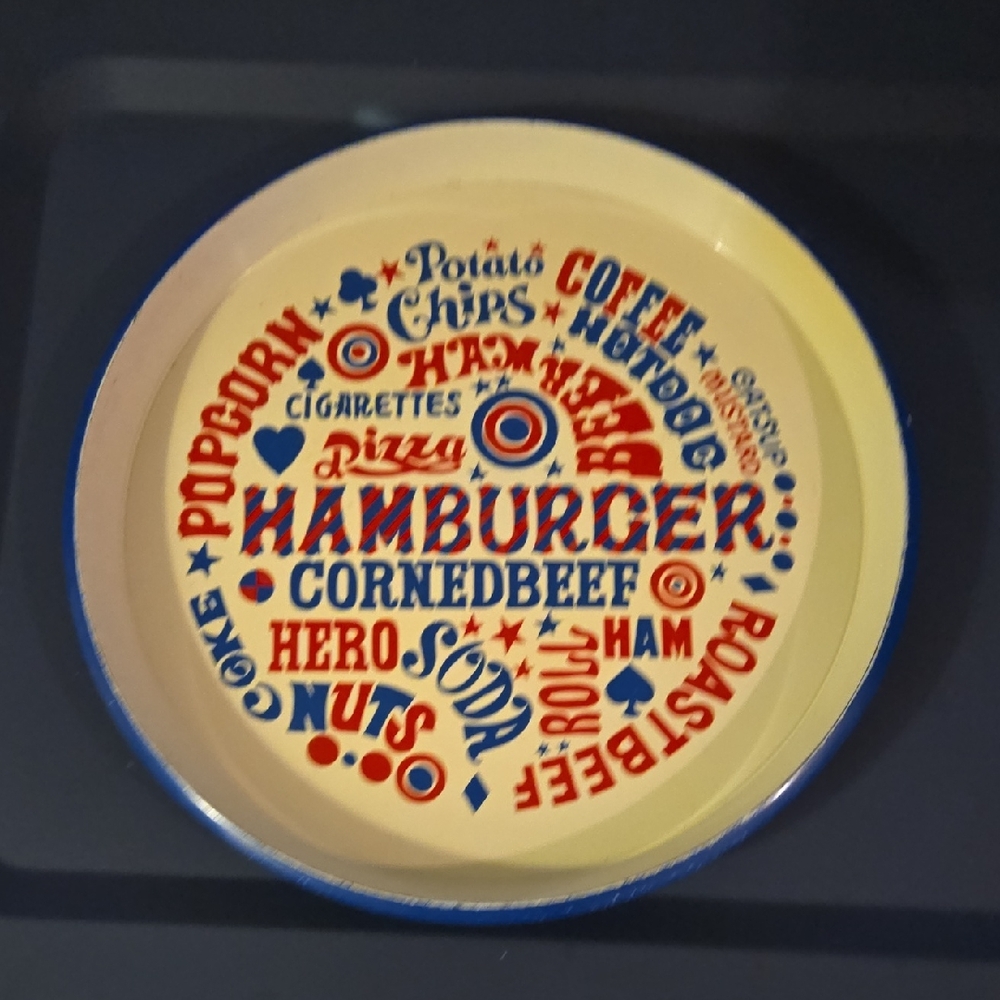 Potato
Chips
COFFEE
HOTDOG
CATSUP
MUSTARD
POPCORN
HAM
BEER
CIGARETTES
Pizza
HAMBURGER
CORNEDBEEF
COKE
HERO
SODA
ROLL
HAM
NUTS
ROASTBEEF